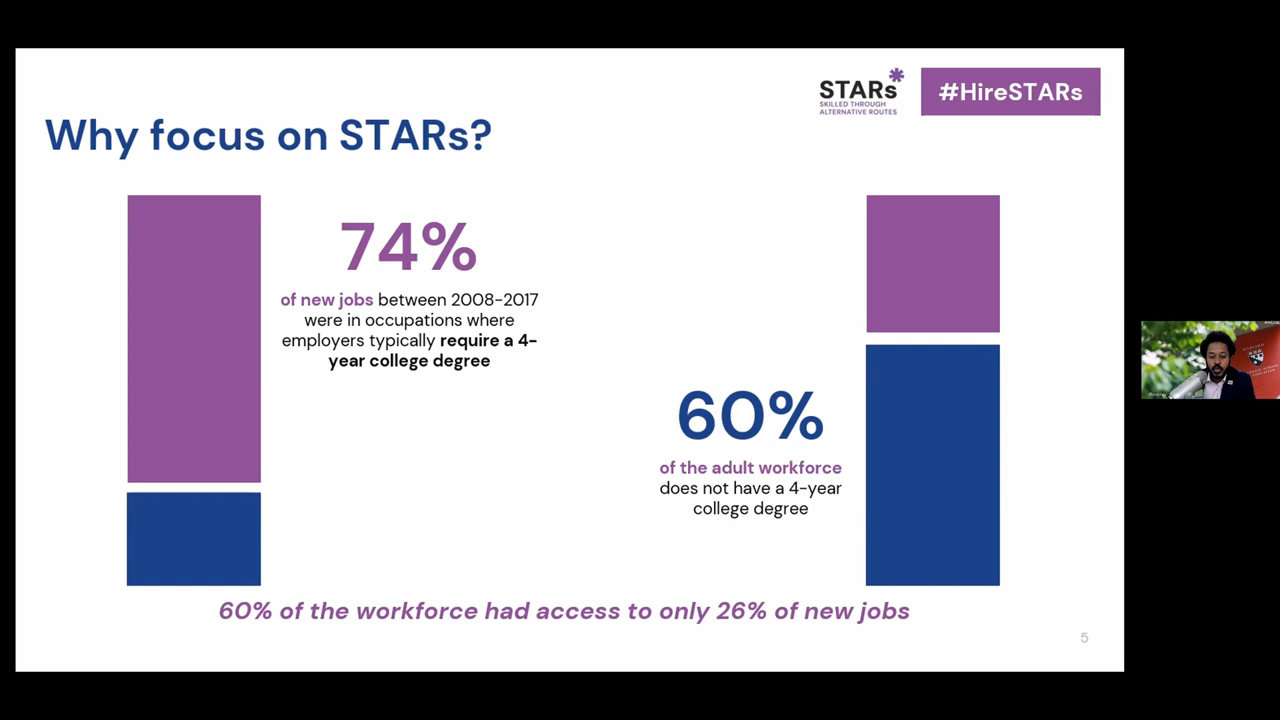 STARs
SKILLED THROUGH
ALTERNATIVE ROUTES
#HireSTARs
Why focus on STARs?
74%
of new jobs between 2008-2017
were in occupations where
employers typically require a 4-
year college degree
60%
of the adult workforce
does not have a 4-year
college degree
60% of the workforce had access to only 26% of new jobs
5
HARVARD